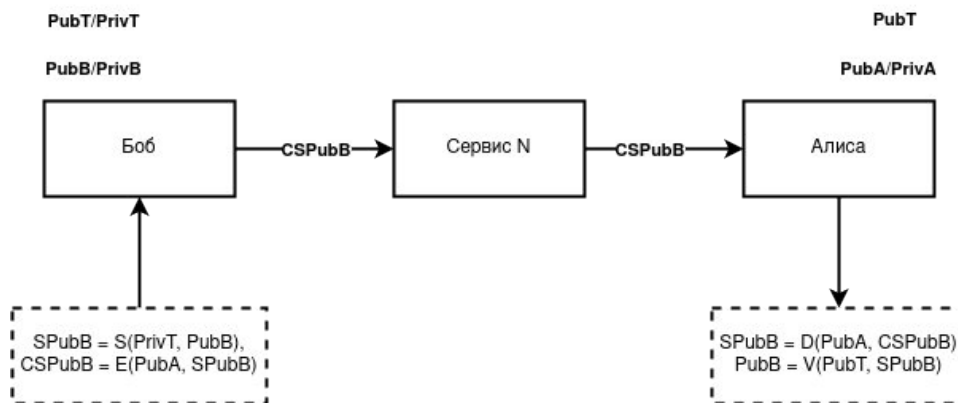 PubT/PrivT
PubT
PubB/PrivB
PubA/PrivA
Боб
CSPubB
Сервис N
CSPubB
Алиса
SPubB = S(PrivT, PubB),
CSPubB = E(PubA, SPubB)
SPubB = D(PubA, CSPubB)
PubB = V(PubT, SPubB)